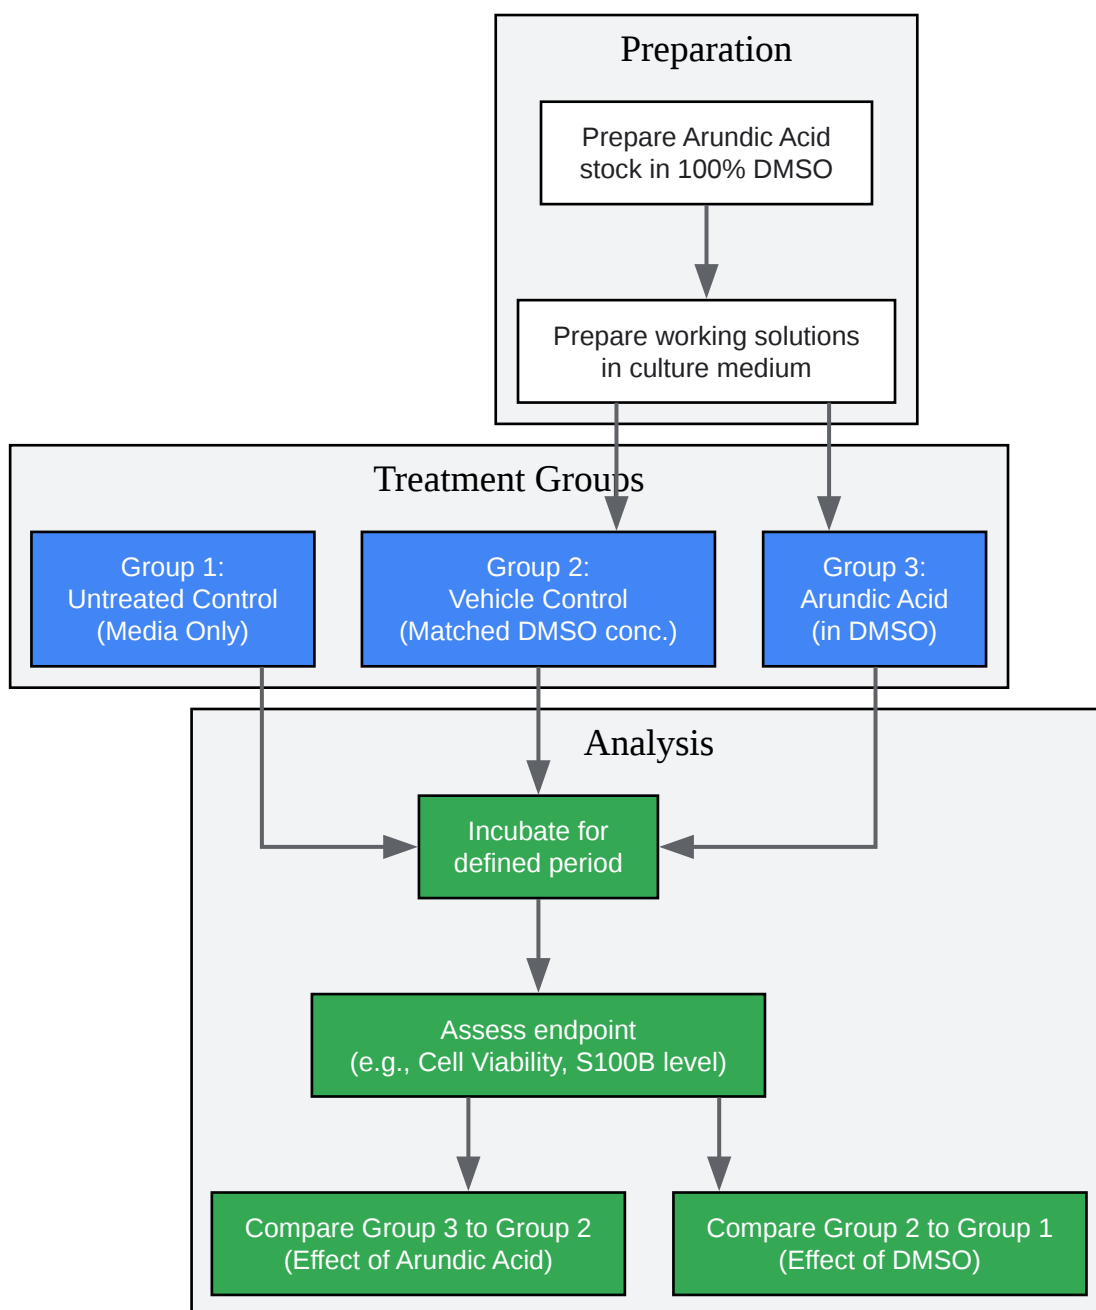 Preparation
Prepare Arundic Acid
stock in 100% DMSO
Prepare working solutions
in culture medium
Treatment Groups
Group 1:
Untreated Control
(Media Only)
Group 2:
Vehicle Control
(Matched DMSO conc.)
Group 3:
Arundic Acid
(in DMSO)
Analysis
Incubate for
defined period
Assess endpoint
(e.g., Cell Viability, S100B level)
Compare Group 3 to Group 2
(Effect of Arundic Acid)
Compare Group 2 to Group 1
(Effect of DMSO)